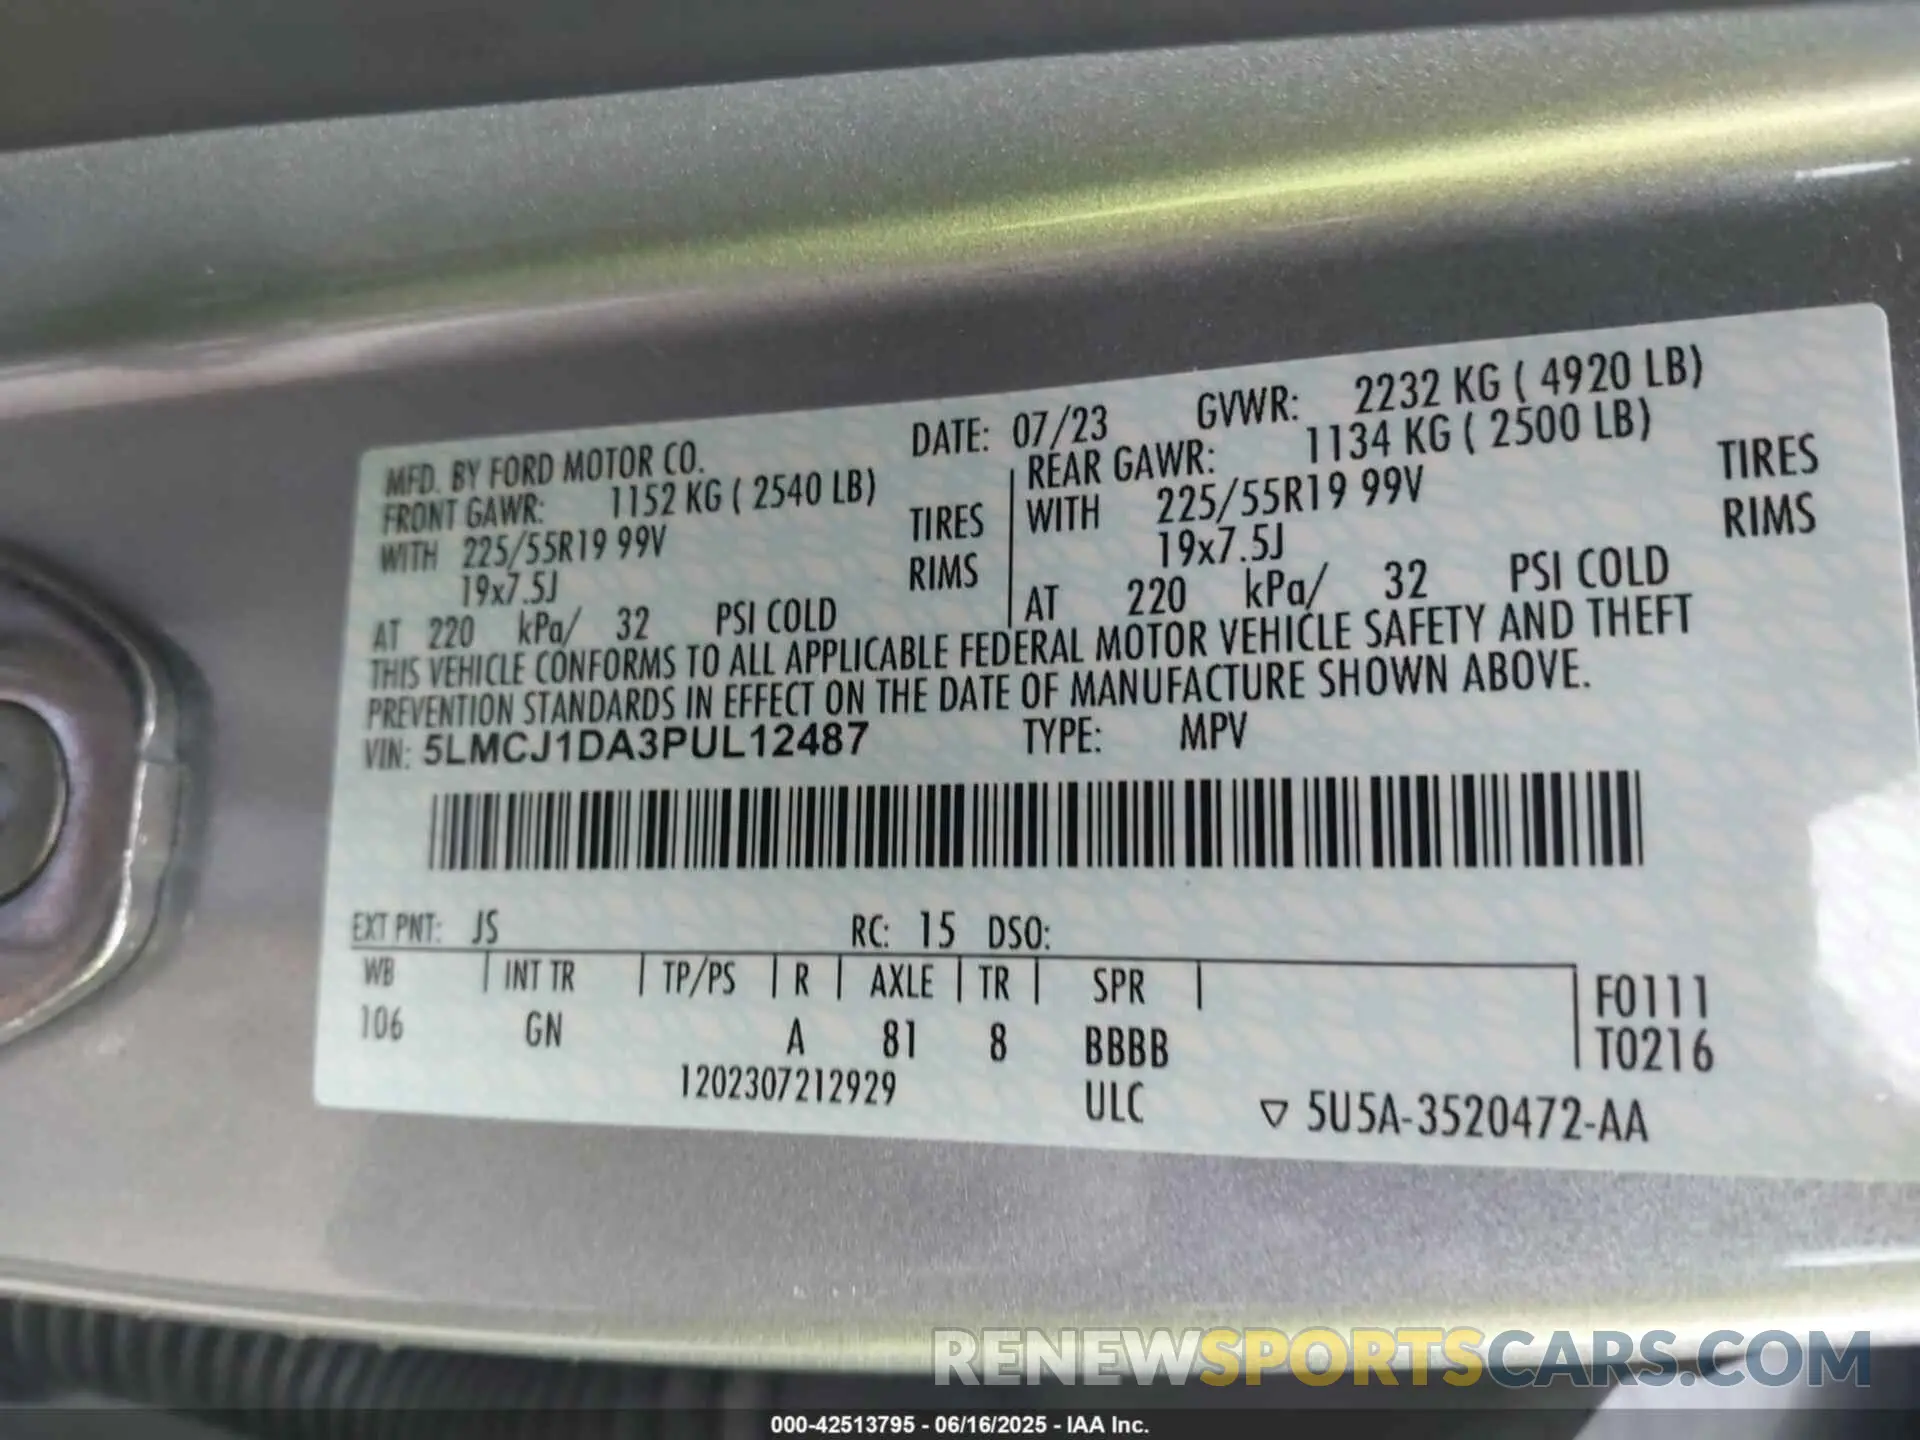 MFD. BY FORD MOTOR CO. DATE: 07/23 GVWR: 2232 KG ( 4920 LB)
FRONT GAWR: 1152 KG ( 2540 LB) REAR GAWR: 1134 KG ( 2500 LB)
WITH 225/55R19 99V TIRES WITH 225/55R19 99V TIRES
19x7.5J RIMS 19x7.5J RIMS
AT 220 kPa/ 32 PSI COLD AT 220 kPa/ 32 PSI COLD
THIS VEHICLE CONFORMS TO ALL APPLICABLE FEDERAL MOTOR VEHICLE SAFETY AND THEFT
PREVENTION STANDARDS IN EFFECT ON THE DATE OF MANUFACTURE SHOWN ABOVE.
VIN: 5LMCJ1DA3PUL12487 TYPE: MPV
EXT PNT: JS RC: 15 DSO:
WB INT TR TP/PS R AXLE TR SPR F0111
106 GN A 81 8 BBBB T0216
1202307212929 ULC ▽ 5U5A-3520472-AA
RENEWSPORTSCARS.COM
000-42513795 - 06/16/2025 - IAA Inc.